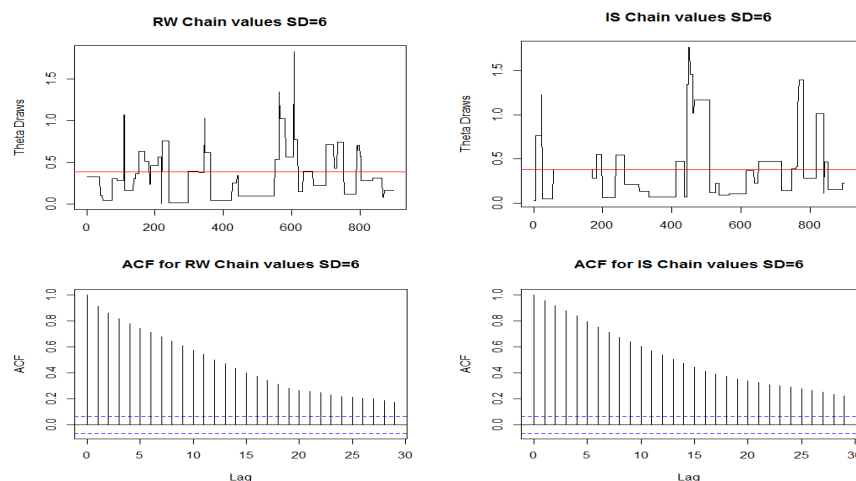 RW Chain values SD=6
Theta Draws
0.0 0.5 1.0 1.5
0 200 400 600 800
IS Chain values SD=6
Theta Draws
0.0 0.5 1.0 1.5
0 200 400 600 800
ACF for RW Chain values SD=6
ACF
0.0 0.2 0.4 0.6 0.8 1.0
0 5 10 15 20 25 30
Lag
ACF for IS Chain values SD=6
ACF
0.0 0.2 0.4 0.6 0.8 1.0
0 5 10 15 20 25 30
Lag